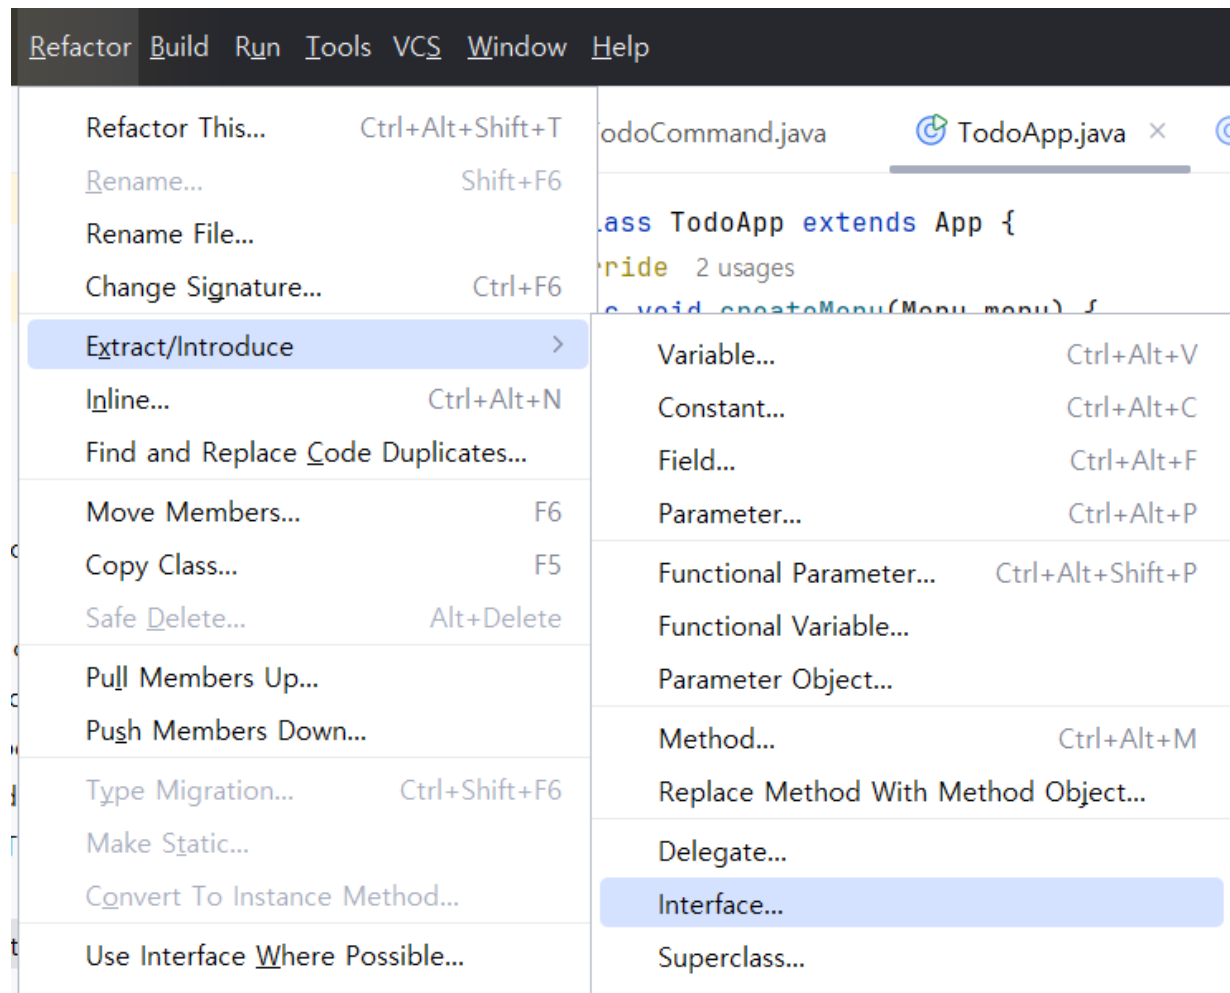 Refactor Build Run Tools VCS Window Help
Refactor This... Ctrl+Alt+Shift+T
Rename... Shift+F6
Rename File...
Change Signature... Ctrl+F6
Extract/Introduce
Inline... Ctrl+Alt+N
Find and Replace Code Duplicates...
Move Members... F6
Copy Class... F5
Safe Delete... Alt+Delete
Pull Members Up...
Push Members Down...
Type Migration... Ctrl+Shift+F6
Make Static...
Convert To Instance Method...
Use Interface Where Possible...
odoCommand.java TodoApp.java
ass TodoApp extends App {
ride 2 usages
c void createMenu(Menu menu) {
Variable... Ctrl+Alt+V
Constant... Ctrl+Alt+C
Field... Ctrl+Alt+F
Parameter... Ctrl+Alt+P
Functional Parameter... Ctrl+Alt+Shift+P
Functional Variable...
Parameter Object...
Method... Ctrl+Alt+M
Replace Method With Method Object...
Delegate...
Interface...
Superclass...